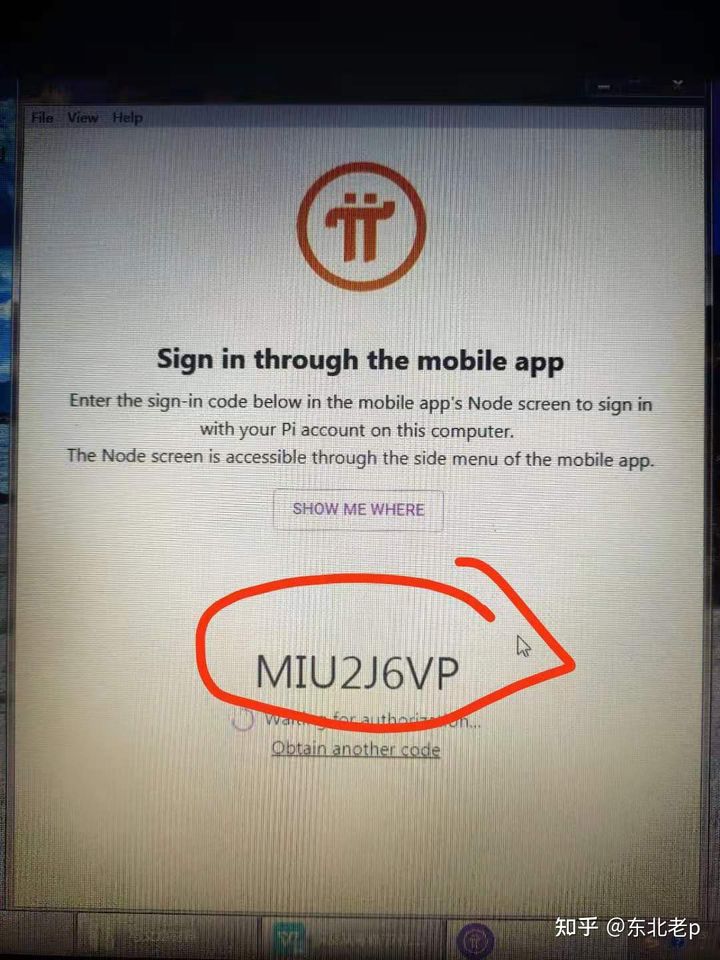 File View Help
Sign in through the mobile app
Enter the sign-in code below in the mobile app's Node screen to sign in
with your Pi account on this computer.
The Node screen is accessible through the side menu of the mobile app.
SHOW ME WHERE
MIU2J6VP
Waiting for authorization...
Obtain another code
知乎 @东北老p